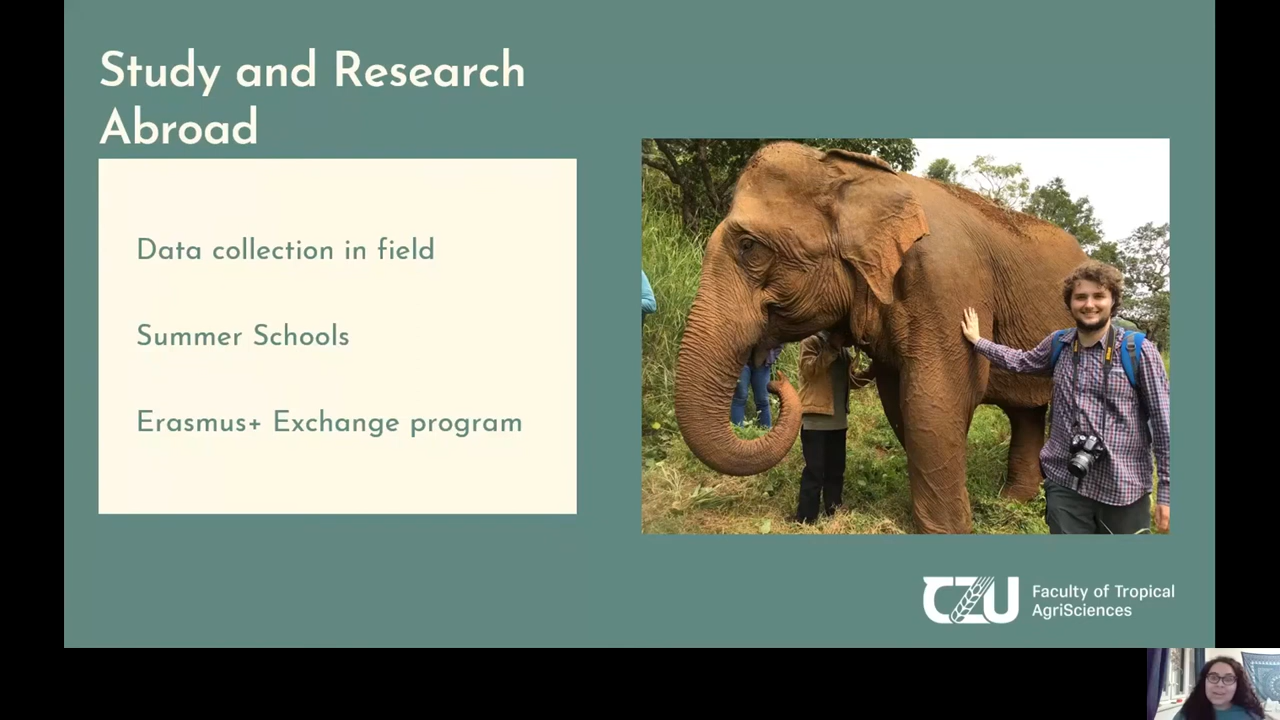 Study and Research
Abroad
Data collection in field
Summer Schools
Erasmus+ Exchange program
CZU
Faculty of Tropical
AgriSciences